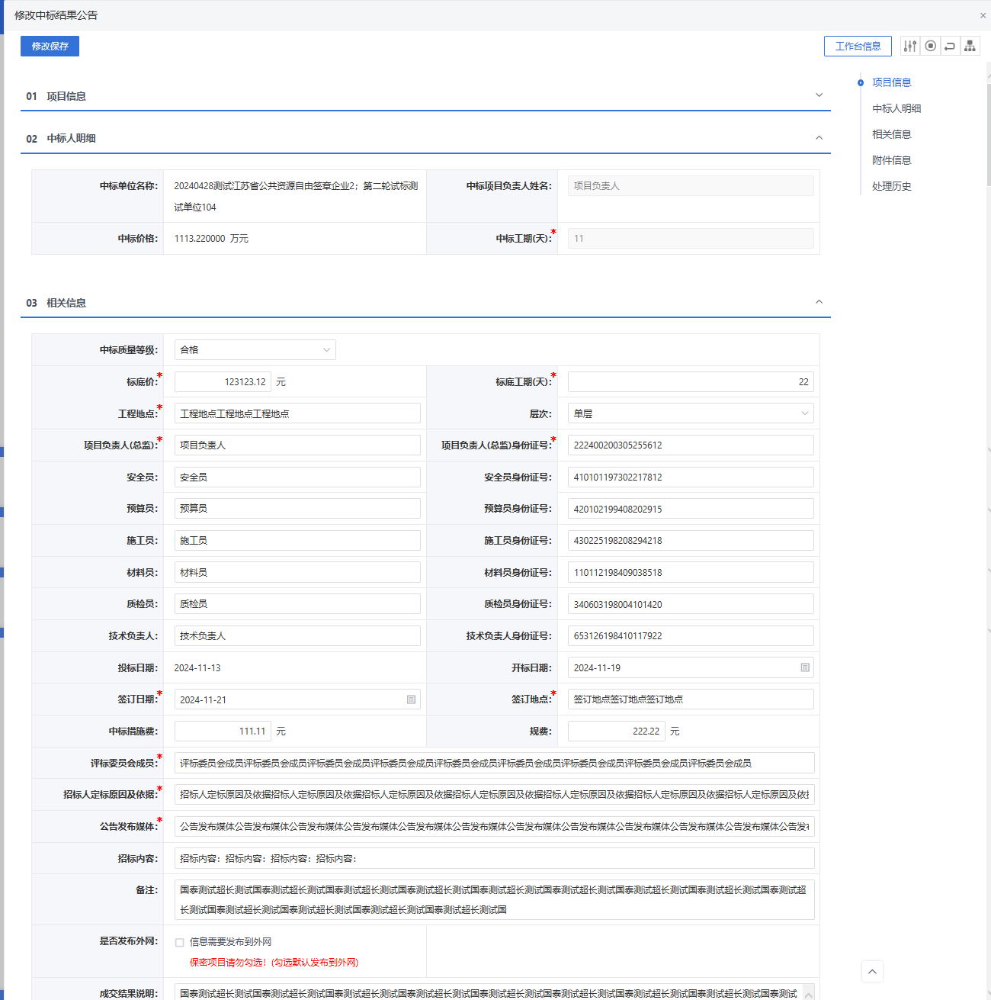 修改中标结果公告
修改保存
工作台信息
项目信息
中标人明细
相关信息
附件信息
处理历史
01 项目信息
02 中标人明细
中标单位名称: 20240428测试江苏省公共资源自由签章企业2；第二轮试标测
试单位104
中标项目负责人姓名: 项目负责人
中标价格: 1113.220000 万元
中标工期(天):* 11
03 相关信息
中标质量等级: 合格
标底价:* 123123.12 元
标底工期(天):* 22
工程地点:* 工程地点工程地点工程地点
层次: 单层
项目负责人(总监):* 项目负责人
项目负责人(总监)身份证号:* 222400200305255612
安全员: 安全员
安全员身份证号: 410101197302217812
预算员: 预算员
预算员身份证号: 420102199408202915
施工员: 施工员
施工员身份证号: 430225198208294218
材料员: 材料员
材料员身份证号: 110112198409038518
质检员: 质检员
质检员身份证号: 340603198004101420
技术负责人: 技术负责人
技术负责人身份证号: 653126198410117922
投标日期: 2024-11-13
开标日期: 2024-11-19
签订日期:* 2024-11-21
签订地点:* 签订地点签订地点签订地点
中标措施费: 111.11 元
规费: 222.22 元
评标委员会成员:* 评标委员会成员评标委员会成员评标委员会成员评标委员会成员评标委员会成员评标委员会成员评标委员会成员评标委员会成员评标委员会成员
招标人定标原因及依据:* 招标人定标原因及依据招标人定标原因及依据招标人定标原因及依据招标人定标原因及依据招标人定标原因及依据招标人定标原因及依据招标人定标原因及依
公告发布媒体:* 公告发布媒体公告发布媒体公告发布媒体公告发布媒体公告发布媒体公告发布媒体公告发布媒体公告发布媒体公告发布媒体公告发布媒体公告发布媒体公告发
招标内容: 招标内容：招标内容：招标内容：招标内容：
备注: 国泰测试超长测试国泰测试超长测试国泰测试超长测试国泰测试超长测试国泰测试超长测试国泰测试超长测试国泰测试超长测试国泰测试超长测试国泰测试超
长测试国泰测试超长测试国泰测试超长测试国泰测试超长测试国泰测试超长测试国
是否发布外网: 信息需要发布到外网
保密项目请勿勾选！(勾选默认发布到外网)
成交结果说明: 国泰测试超长测试国泰测试超长测试国泰测试超长测试国泰测试超长测试国泰测试超长测试国泰测试超长测试国泰测试超长测试国泰测试超长测试国泰测试